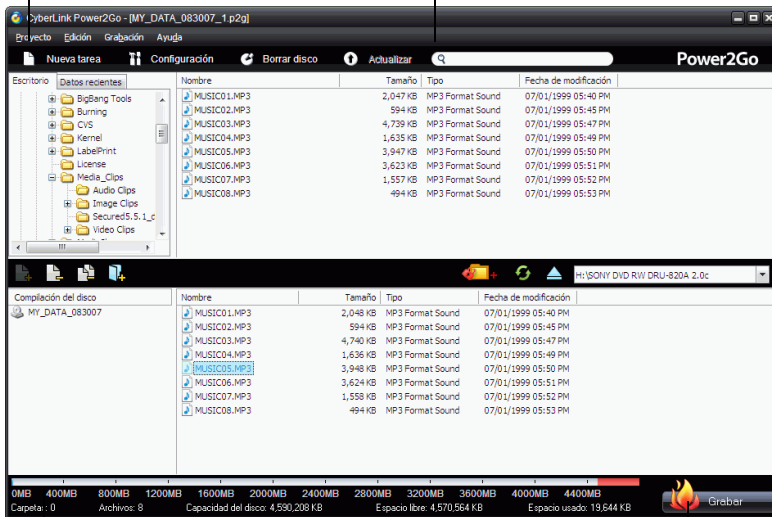 CyberLink Power2Go - [MY_DATA_083007_1.p2g]
Proyecto Edición Grabación Ayuda
Nueva tarea Configuración Borrar disco Actualizar Power2Go
Escritorio Datos recientes Nombre Tamaño Tipo Fecha de modificación
BigBang Tools MUSIC01.MP3 2,047 KB MP3 Format Sound 07/01/1999 05:40 PM
Burning MUSIC02.MP3 594 KB MP3 Format Sound 07/01/1999 05:45 PM
CVS MUSIC03.MP3 4,739 KB MP3 Format Sound 07/01/1999 05:47 PM
Kernel MUSIC04.MP3 1,635 KB MP3 Format Sound 07/01/1999 05:49 PM
LabelPrint MUSIC05.MP3 3,947 KB MP3 Format Sound 07/01/1999 05:50 PM
License MUSIC06.MP3 3,623 KB MP3 Format Sound 07/01/1999 05:51 PM
Media_Clips MUSIC07.MP3 1,557 KB MP3 Format Sound 07/01/1999 05:52 PM
Audio Clips MUSIC08.MP3 494 KB MP3 Format Sound 07/01/1999 05:53 PM
Image Clips
Secured5.5.1_d
Video Clips
H:\SONY DVD RW DRU-820A 2.0c
Compilación del disco Nombre Tamaño Tipo Fecha de modificación
MY_DATA_083007 MUSIC01.MP3 2,048 KB MP3 Format Sound 07/01/1999 05:40 PM
MUSIC02.MP3 594 KB MP3 Format Sound 07/01/1999 05:45 PM
MUSIC03.MP3 4,740 KB MP3 Format Sound 07/01/1999 05:47 PM
MUSIC04.MP3 1,636 KB MP3 Format Sound 07/01/1999 05:49 PM
MUSIC05.MP3 3,948 KB MP3 Format Sound 07/01/1999 05:50 PM
MUSIC06.MP3 3,624 KB MP3 Format Sound 07/01/1999 05:51 PM
MUSIC07.MP3 1,558 KB MP3 Format Sound 07/01/1999 05:52 PM
MUSIC08.MP3 494 KB MP3 Format Sound 07/01/1999 05:53 PM
0MB 400MB 800MB 1200MB 1600MB 2000MB 2400MB 2800MB 3200MB 3600MB 4000MB 4400MB
Carpeta: : 0 Archivos: 8 Capacidad del disco: 4,590,208 KB Espacio libre: 4,570,564 KB Espacio usado: 19,644 KB
Grabar